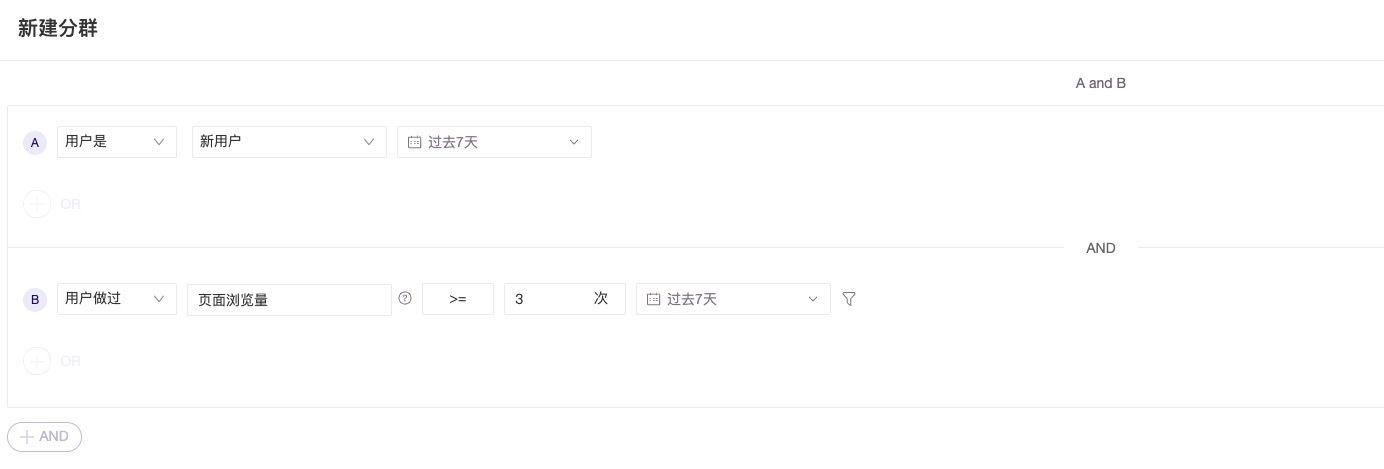 新建分群
A and B
A 用户是 新用户 过去7天
OR
AND
B 用户做过 页面浏览量 ? >= 3 次 过去7天
OR
AND